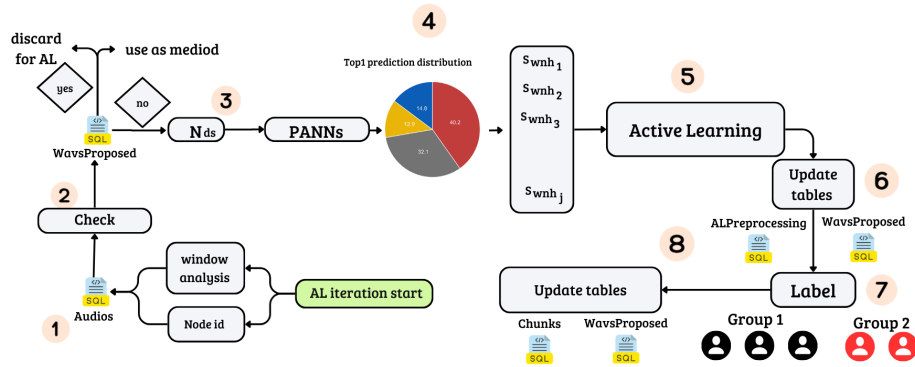 discard
for AL
use as mediod
yes
no
SQL
WavsProposed
3
N ds
PANNs
4
Top1 prediction distribution
14.8
40.2
32.1
S wnh 1
S wnh 2
S wnh 3
S wnh j
5
Active Learning
Update
tables
6
ALPreprocessing
WavsProposed
SQL
SQL
2
Check
window
analysis
AL iteration start
SQL
Audios
Node id
1
8
Update tables
Label
7
Chunks
WavsProposed
SQL
SQL
Group 1
Group 2